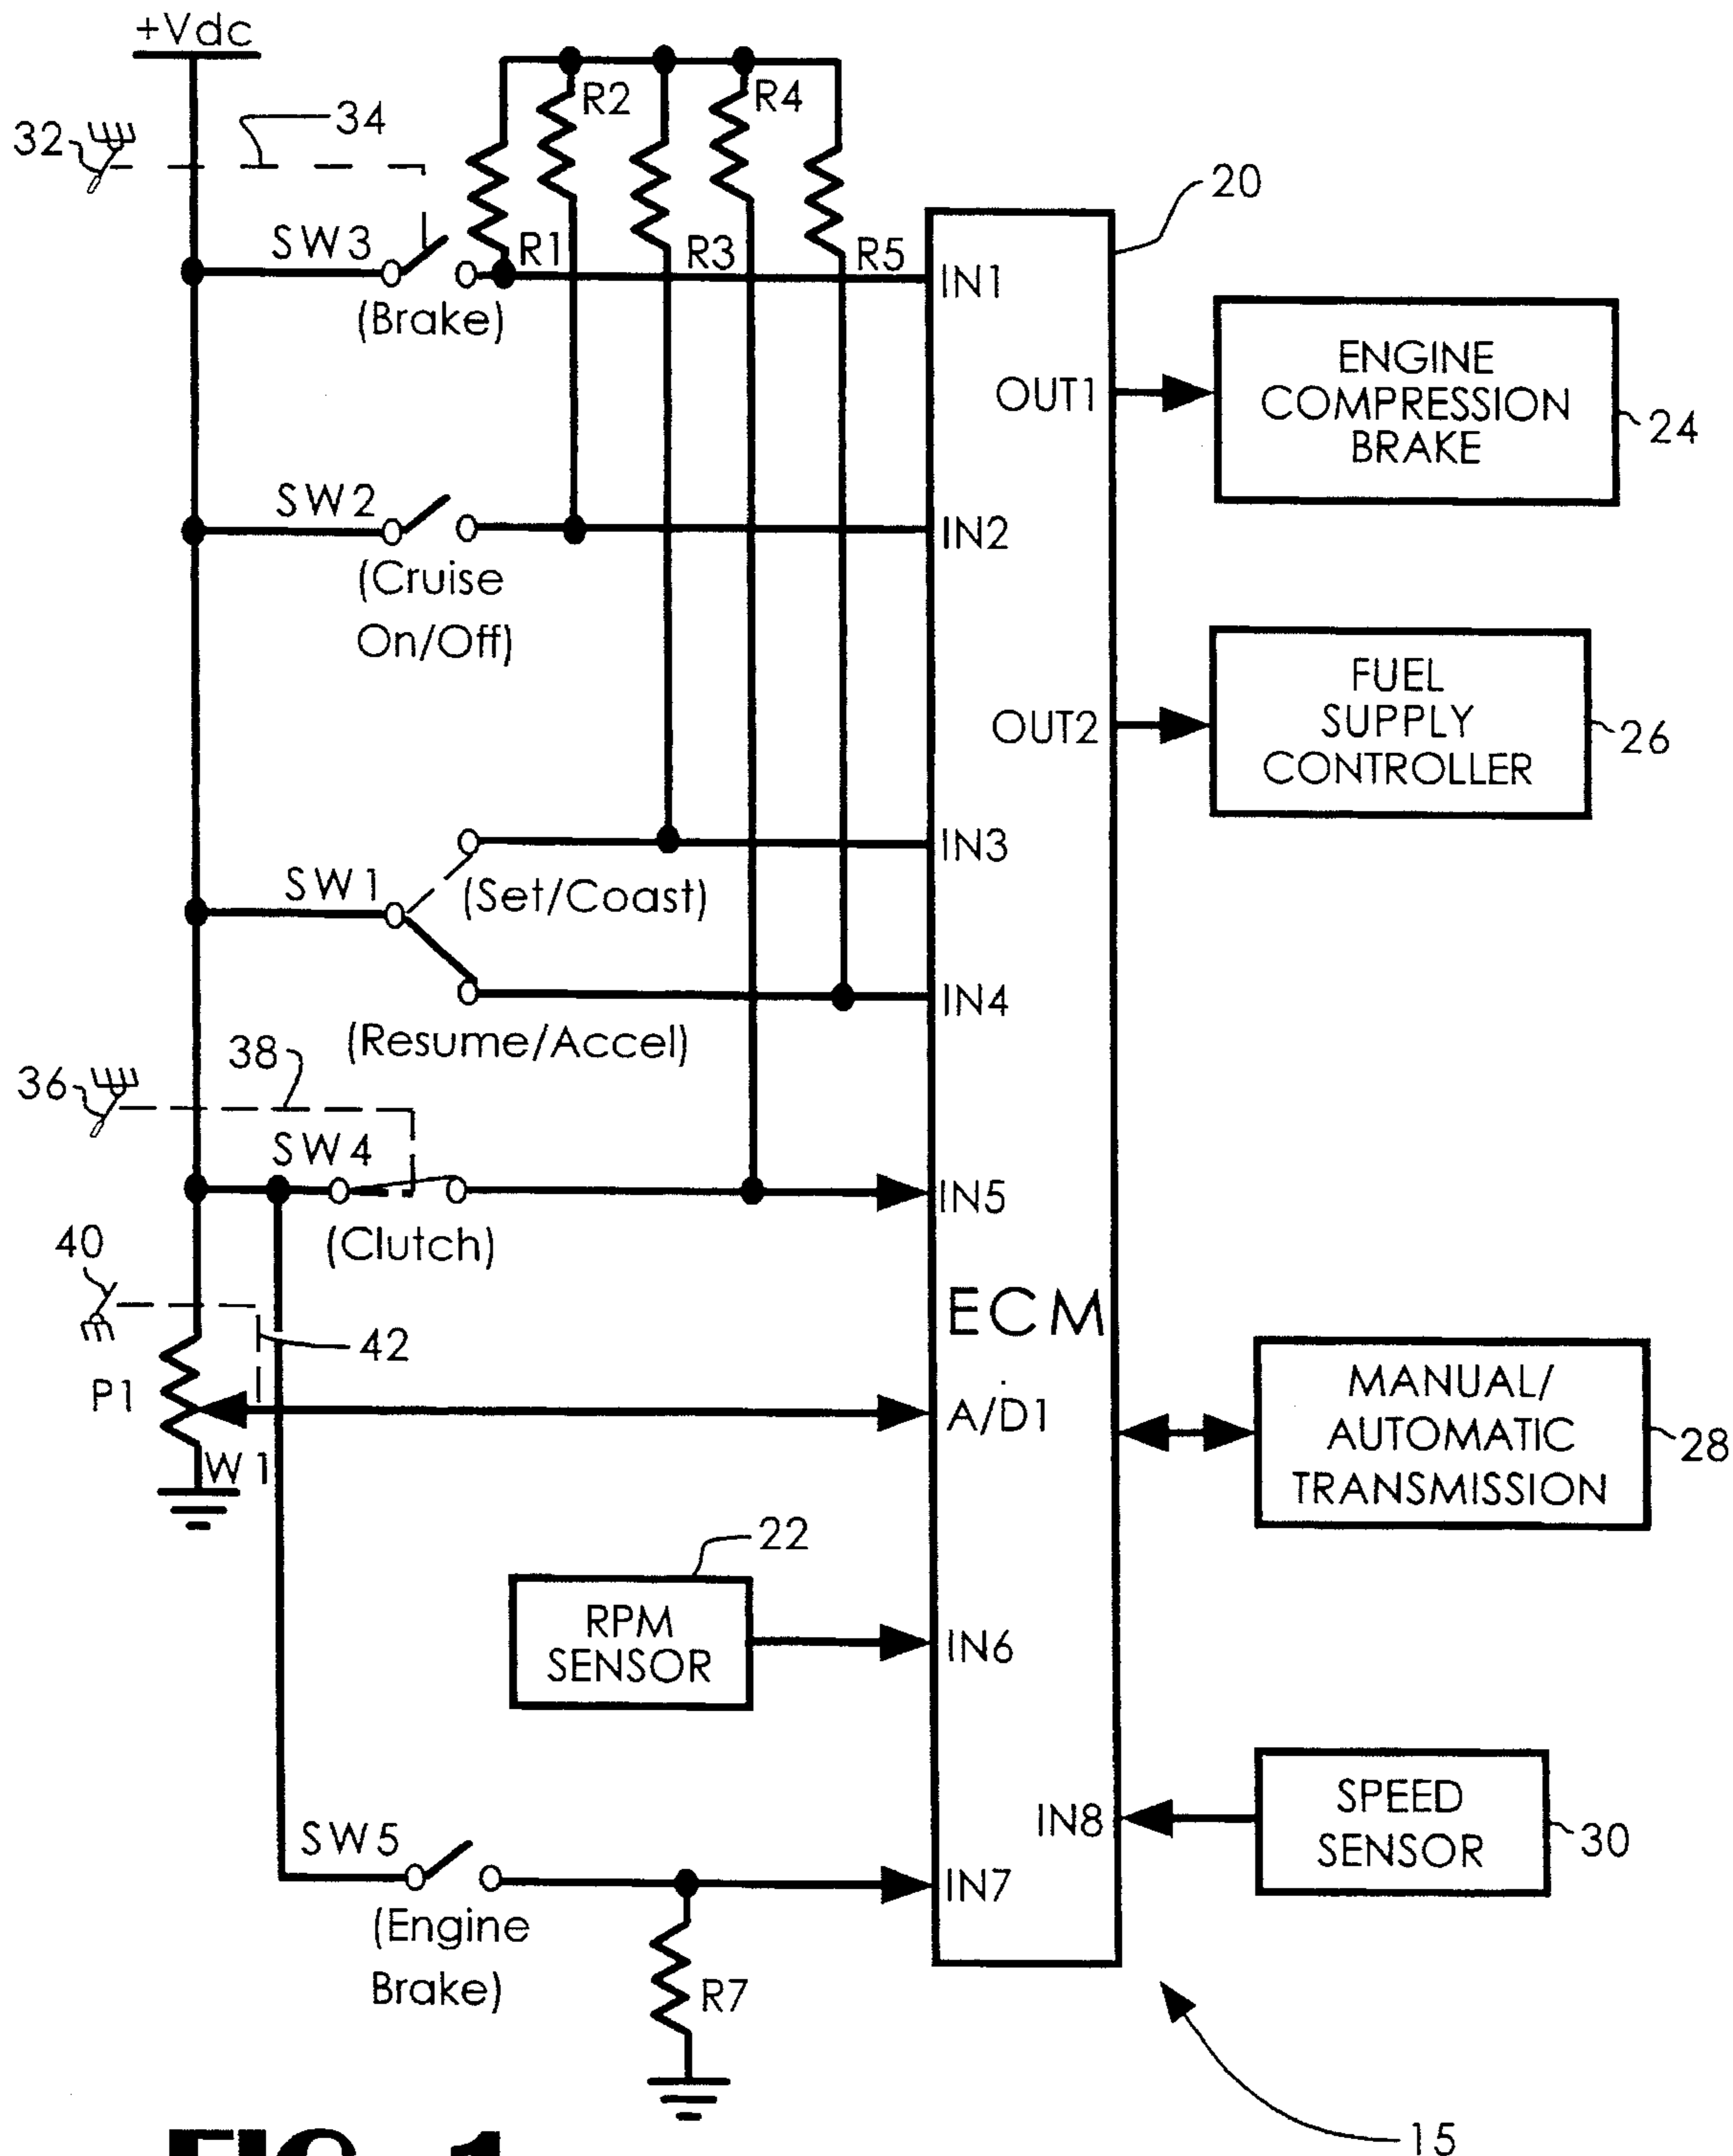 +Vdc
32
34
R2
R4
SW3
R1
R3
R5
(Brake)
20
IN1
OUT1
ENGINE
COMPRESSION
BRAKE
24
SW2
(Cruise
On/Off)
IN2
OUT2
FUEL
SUPPLY
CONTROLLER
26
SW1
(Set/Coast)
IN3
(Resume/Accel)
IN4
36
38
SW4
(Clutch)
IN5
40
42
ECM
P1
W1
A/D1
MANUAL/
AUTOMATIC
TRANSMISSION
28
22
RPM
SENSOR
IN6
SW5
(Engine
Brake)
IN7
R7
IN8
SPEED
SENSOR
30
15
FIG. 1